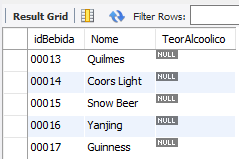 Result Grid Filter Rows:
idBebida Nome TeorAlcoolico
00013 Quilmes NULL
00014 Coors Light NULL
00015 Snow Beer NULL
00016 Yanjing NULL
00017 Guinness NULL